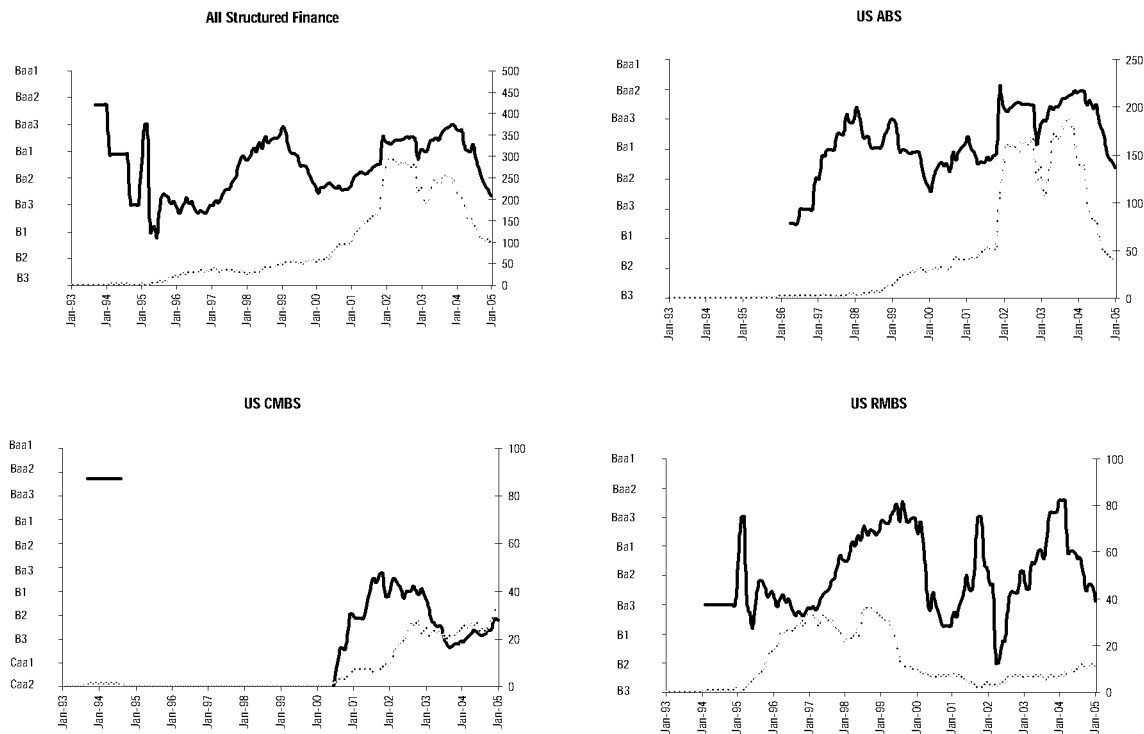 All Structured Finance
Baa1
Baa2
Baa3
Ba1
Ba2
Ba3
B1
B2
B3
500
450
400
350
300
250
200
150
100
50
0
Jan-93
Jan-94
Jan-95
Jan-96
Jan-97
Jan-98
Jan-99
Jan-00
Jan-01
Jan-02
Jan-03
Jan-04
Jan-05
US ABS
Baa1
Baa2
Baa3
Ba1
Ba2
Ba3
B1
B2
B3
250
200
150
100
50
0
Jan-93
Jan-94
Jan-95
Jan-96
Jan-97
Jan-98
Jan-99
Jan-00
Jan-01
Jan-02
Jan-03
Jan-04
Jan-05
US CMBS
Baa1
Baa2
Baa3
Ba1
Ba2
Ba3
B1
B2
B3
Caa1
Caa2
100
80
60
40
20
0
Jan-93
Jan-94
Jan-95
Jan-96
Jan-97
Jan-98
Jan-99
Jan-00
Jan-01
Jan-02
Jan-03
Jan-04
Jan-05
US RMBS
Baa1
Baa2
Baa3
Ba1
Ba2
Ba3
B1
B2
B3
100
80
60
40
20
0
Jan-93
Jan-94
Jan-95
Jan-96
Jan-97
Jan-98
Jan-99
Jan-00
Jan-01
Jan-02
Jan-03
Jan-04
Jan-05